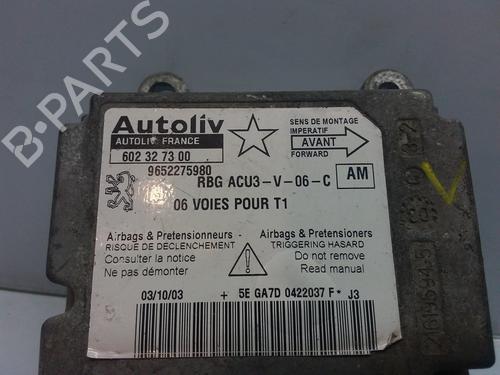 B-PARTS
Autoliv
AUTOLIV FRANCE
602 32 73 00
9652275980
SENS DE MONTAGE
IMPERATIF
AVANT
FORWARD
RBG ACU3-V-06-C
AM
06 VOIES POUR T1
Airbags & Pretensionneurs -
RISQUE DE DECLENCHEMENT
Consulter la notice
Ne pas démonter
Airbags & Pretensioners
TRIGGERING HASARD
Do not remove
Read manual
03/10/03 + 5E GA7D 0422037 F* J3